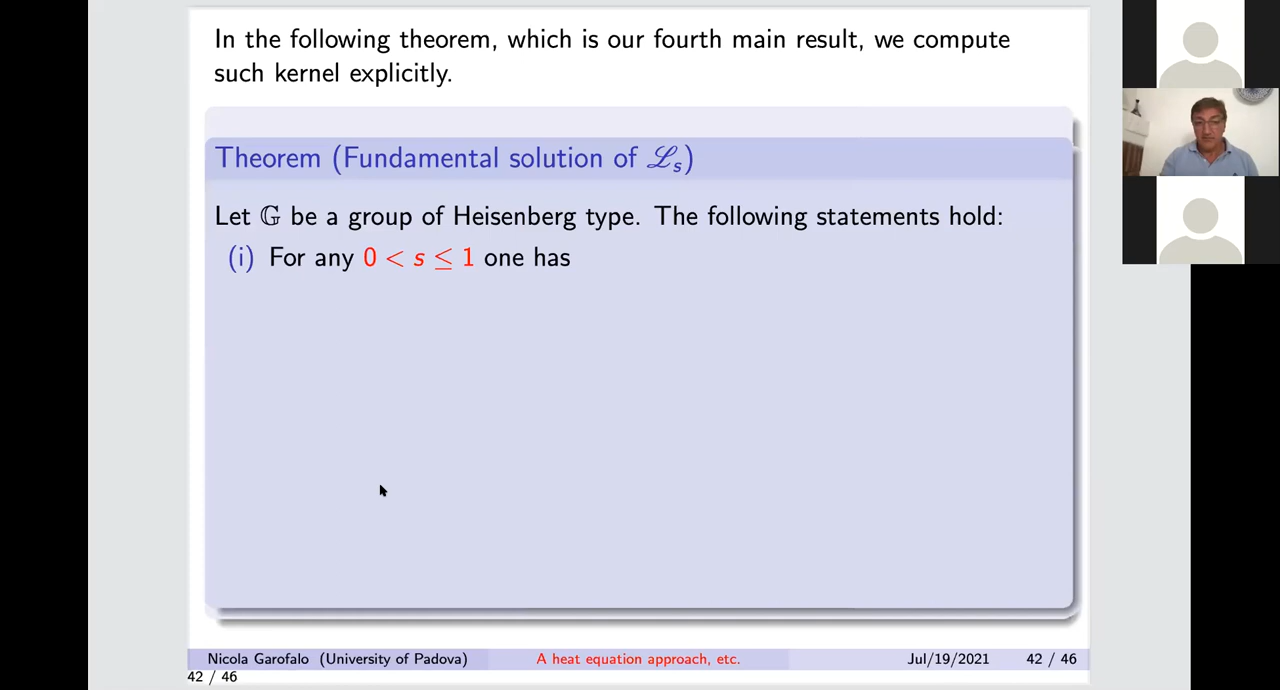 In the following theorem, which is our fourth main result, we compute
such kernel explicitly.
Theorem (Fundamental solution of ℒₛ)
Let 𝔾 be a group of Heisenberg type. The following statements hold:
(i) For any 0 < s ≤ 1 one has
Nicola Garofalo (University of Padova) A heat equation approach, etc. Jul/19/2021 42 / 46
42 / 46